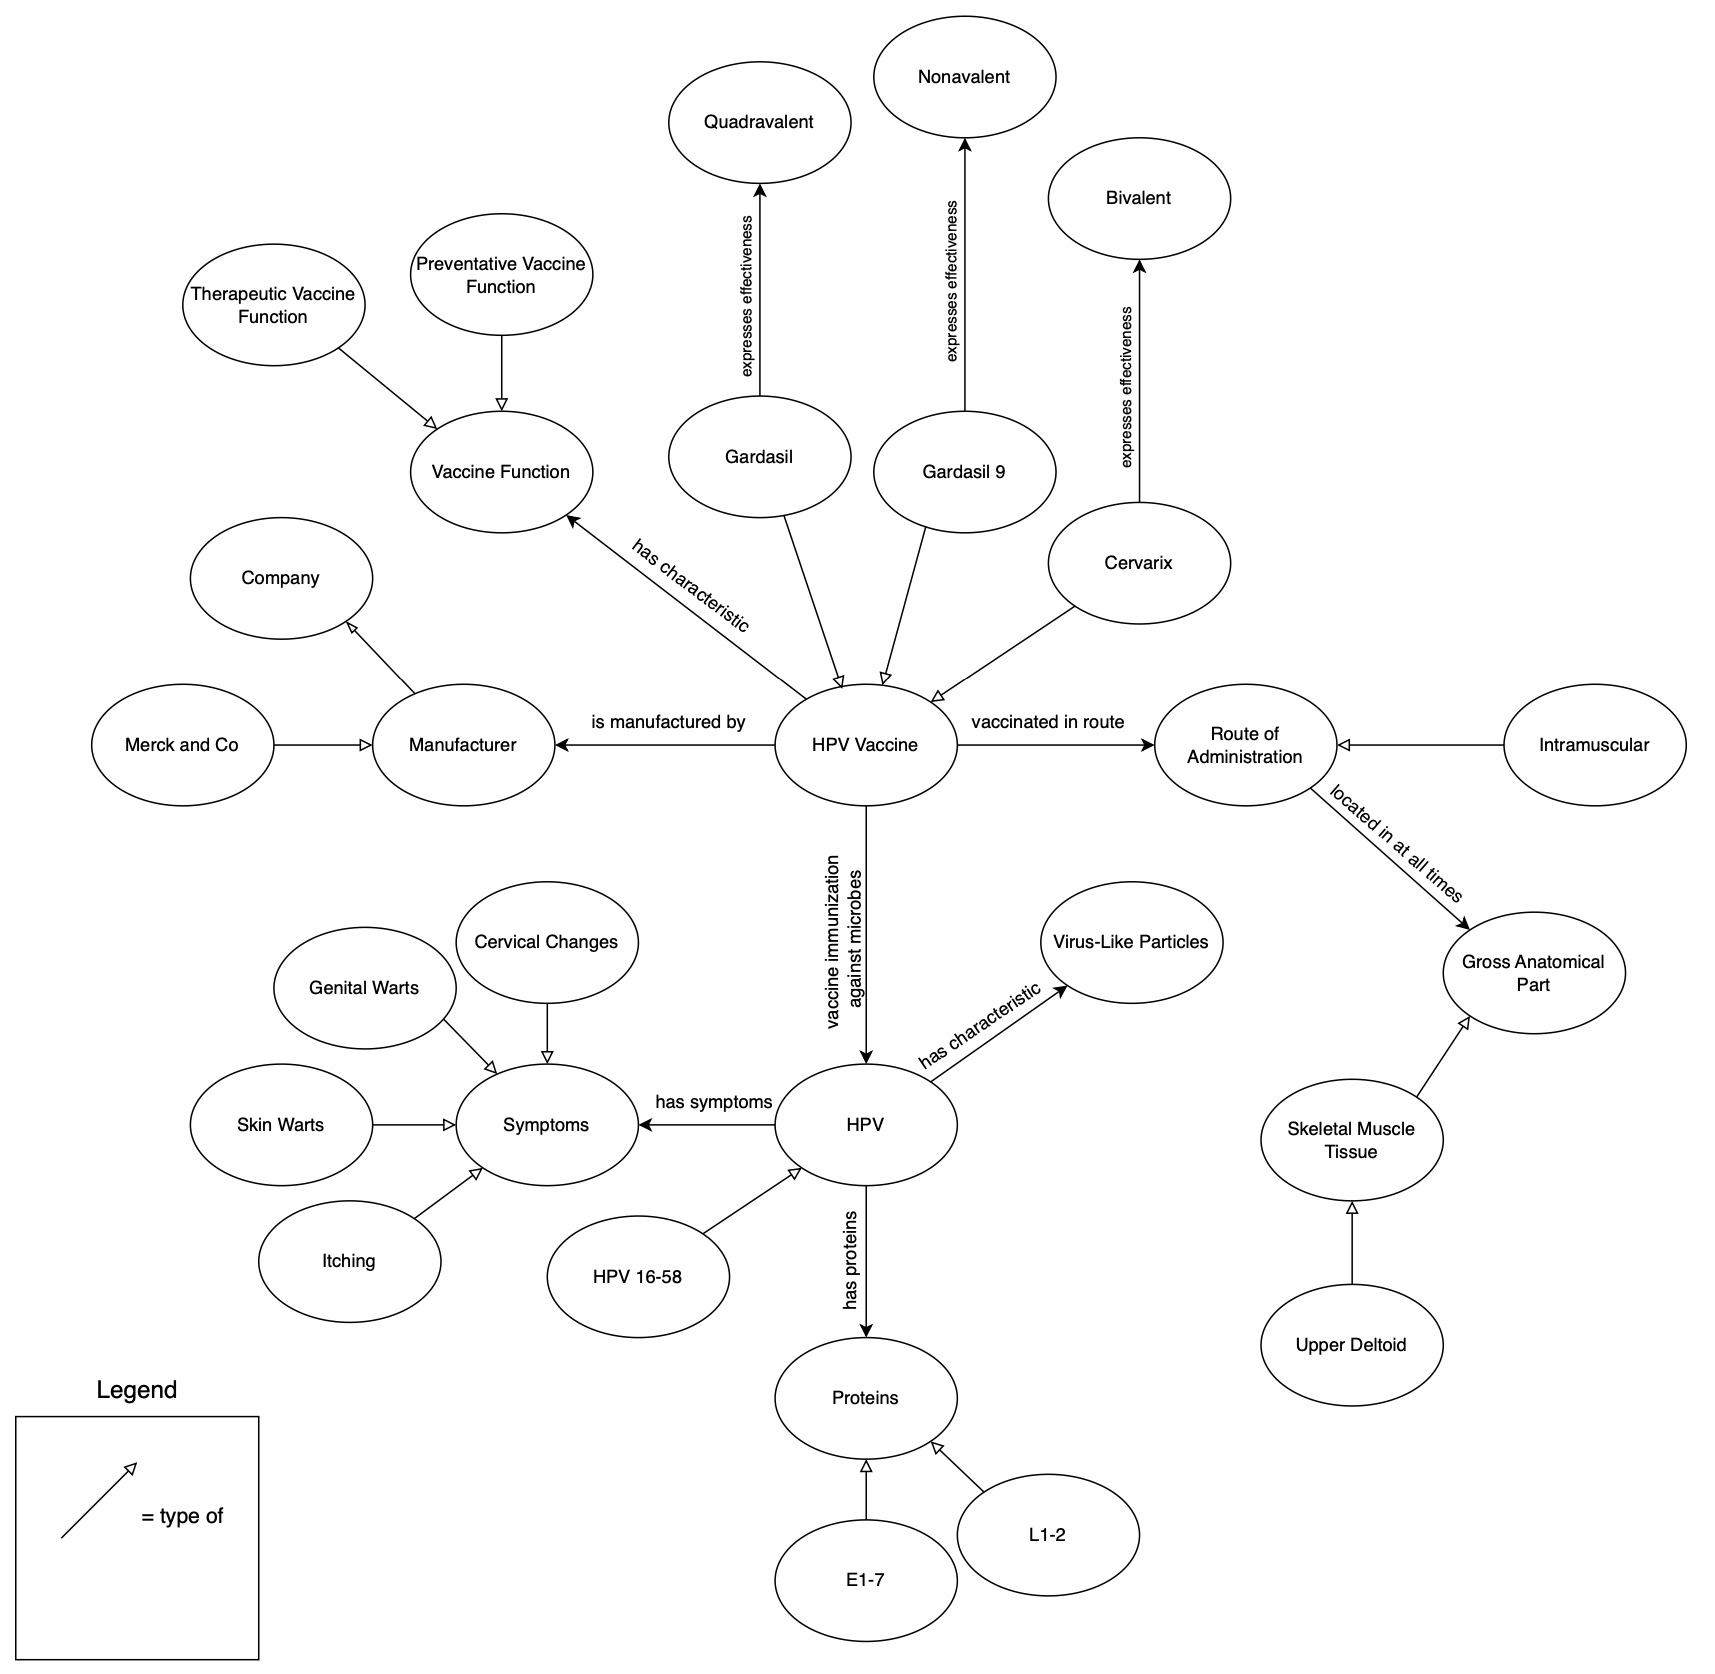 Nonavalent
Quadravalent
Bivalent
expresses effectiveness
expresses effectiveness
expresses effectiveness
Preventative Vaccine
Function
Therapeutic Vaccine
Function
Vaccine Function
Gardasil
Gardasil 9
Cervarix
has characteristic
Company
Merck and Co
Manufacturer
is manufactured by
HPV Vaccine
vaccinated in route
Route of
Administration
Intramuscular
located in at all times
vaccine immunization
against microbes
Cervical Changes
Genital Warts
Virus-Like Particles
Gross Anatomical
Part
has characteristic
Skin Warts
Symptoms
has symptoms
HPV
Skeletal Muscle
Tissue
Itching
HPV 16-58
has proteins
Upper Deltoid
Proteins
L1-2
E1-7
Legend
= type of